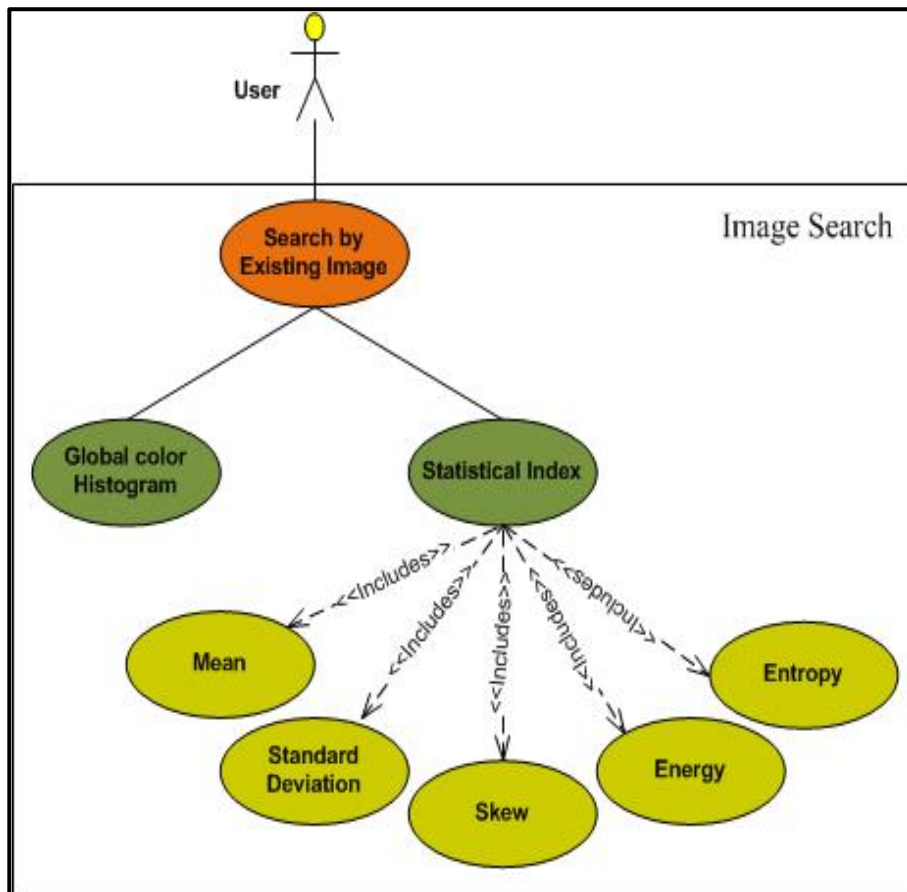 User
Image Search
Search by
Existing Image
Global color
Histogram
Statistical Index
<<Includes>>
<<Includes>>
<<Includes>>
<<Includes>>
<<Includes>>
Mean
Standard
Deviation
Skew
Energy
Entropy